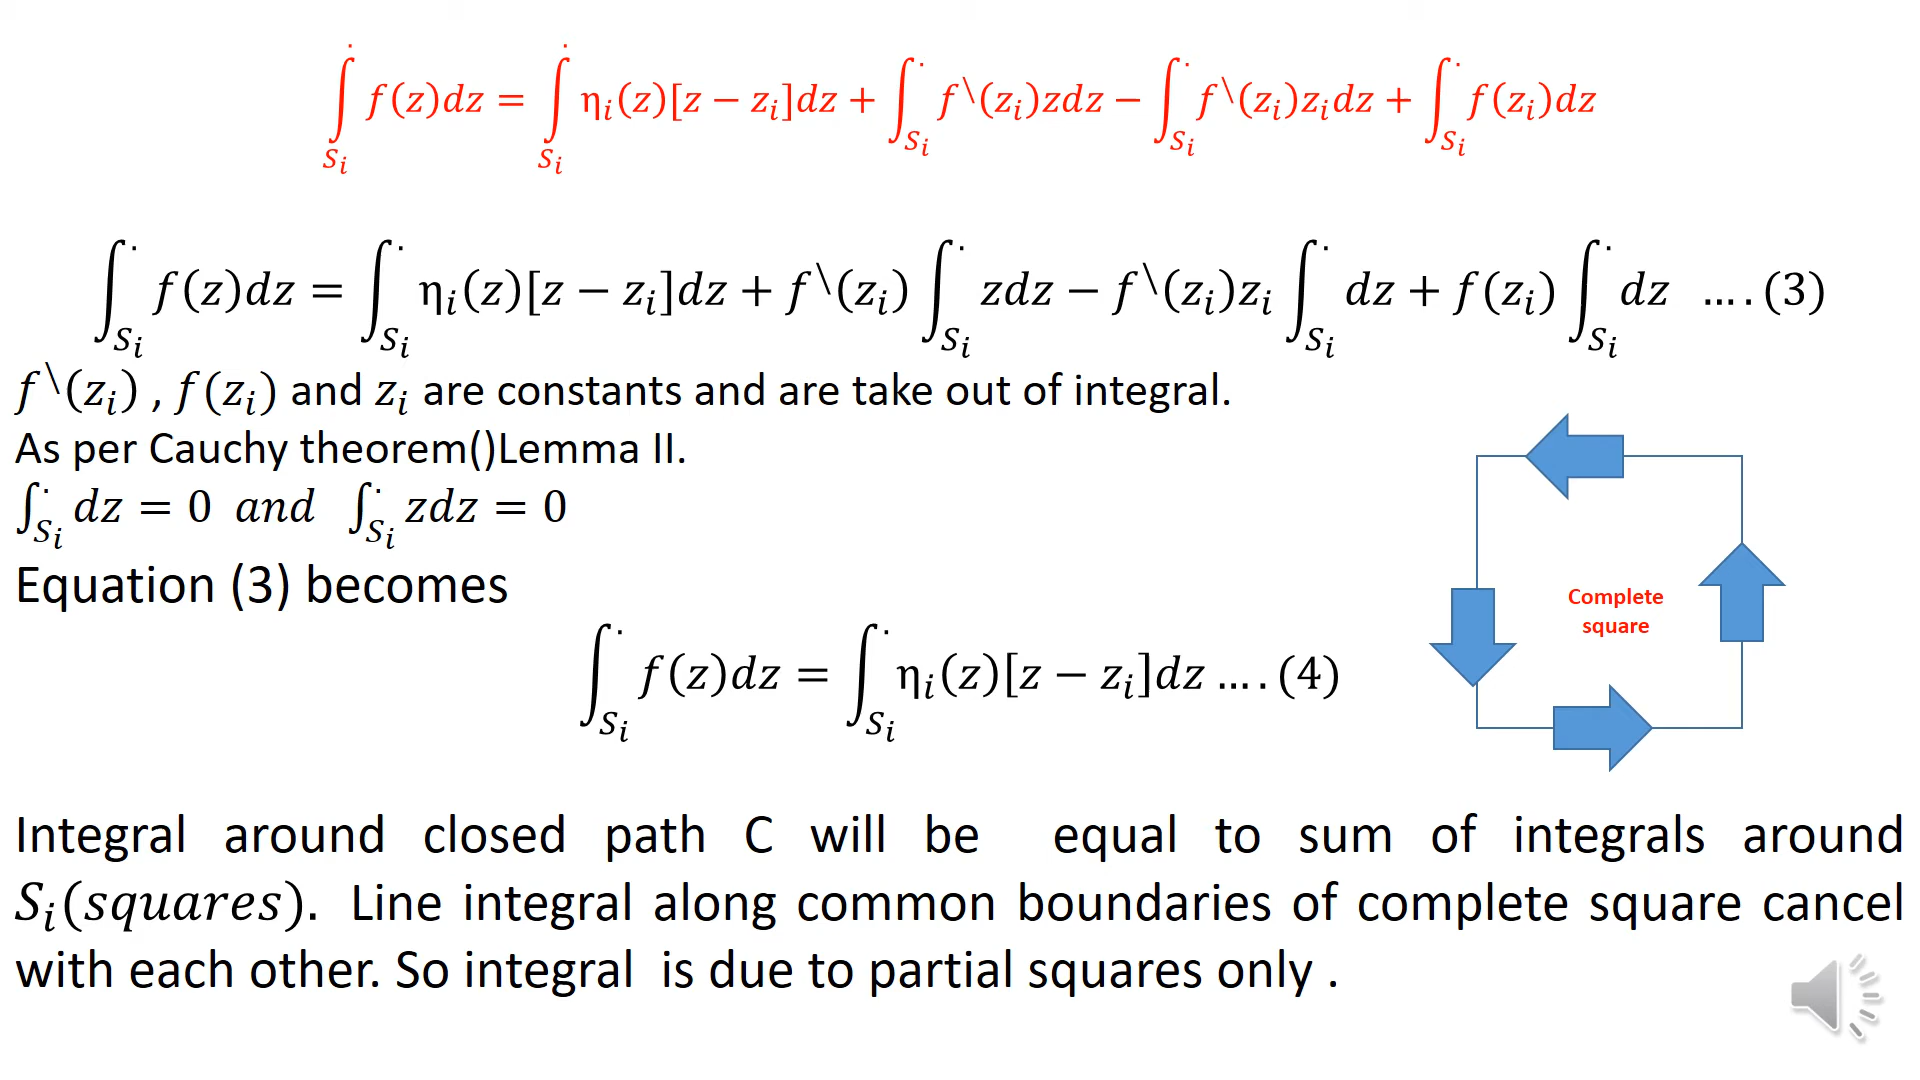 ∫_{S_i} f(z)dz = ∫_{S_i} η_i(z)[z − z_i]dz + ∫_{S_i} f^\(z_i)zdz − ∫_{S_i} f^\(z_i)z_i dz + ∫_{S_i} f(z_i)dz
∫_{S_i} f(z)dz = ∫_{S_i} η_i(z)[z − z_i]dz + f^\(z_i) ∫_{S_i} zdz − f^\(z_i)z_i ∫_{S_i} dz + f(z_i) ∫_{S_i} dz ….(3)
f^\(z_i) , f(z_i) and z_i are constants and are take out of integral.
As per Cauchy theorem()Lemma II.
∫_{S_i} dz = 0 and ∫_{S_i} zdz = 0
Equation (3) becomes
∫_{S_i} f(z)dz = ∫_{S_i} η_i(z)[z − z_i]dz ….(4)
Complete
square
Integral around closed path C will be equal to sum of integrals around
S_i(squares). Line integral along common boundaries of complete square cancel
with each other. So integral is due to partial squares only .